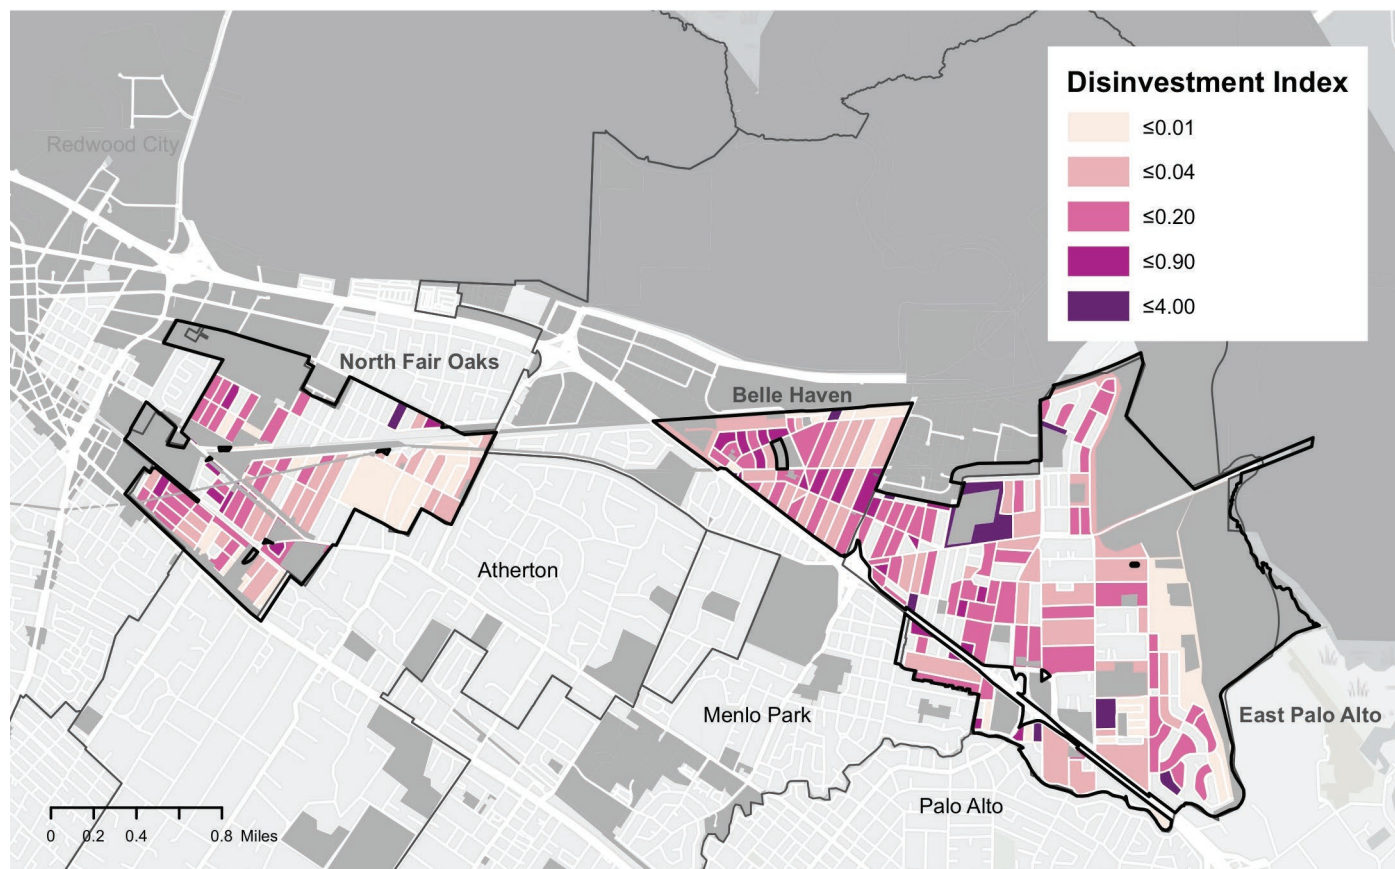 Disinvestment Index
≤0.01
≤0.04
≤0.20
≤0.90
≤4.00
Redwood City
North Fair Oaks
Belle Haven
Atherton
Menlo Park
East Palo Alto
Palo Alto
0 0.2 0.4 0.8 Miles